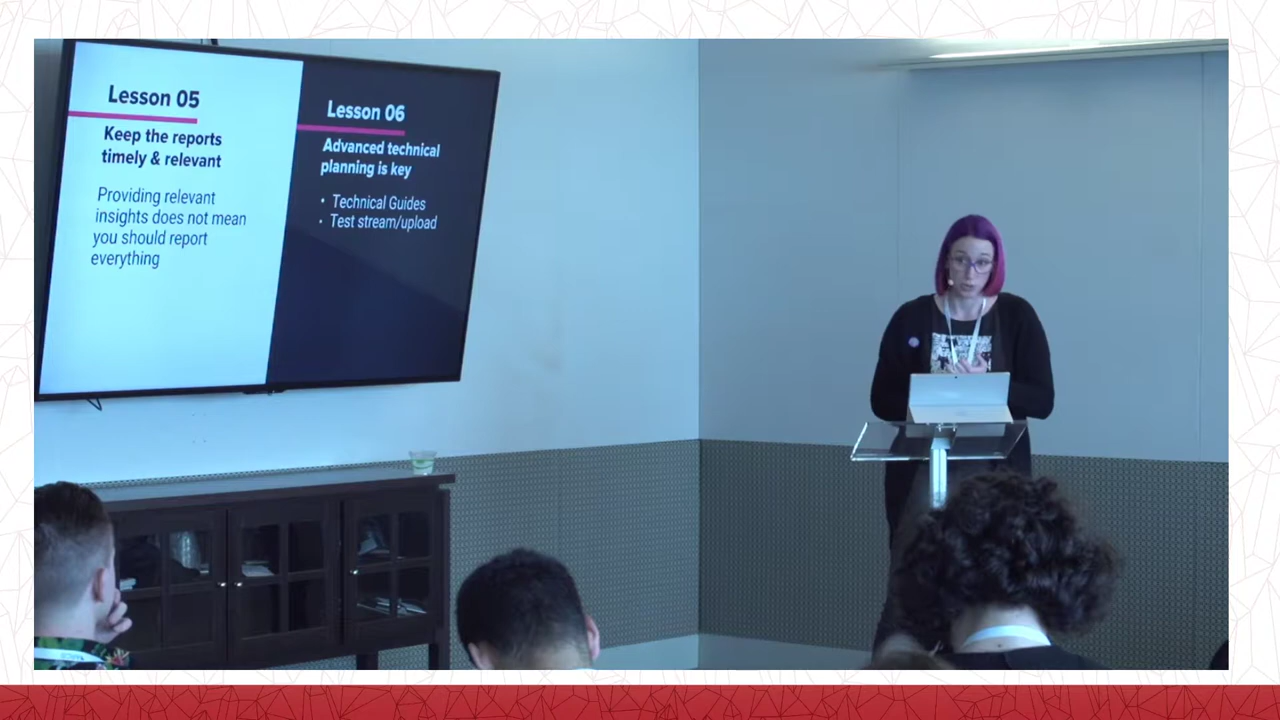 Lesson 05
Keep the reports
timely & relevant
Providing relevant
insights does not mean
you should report
everything
Lesson 06
Advanced technical
planning is key
• Technical Guides
• Test stream/upload